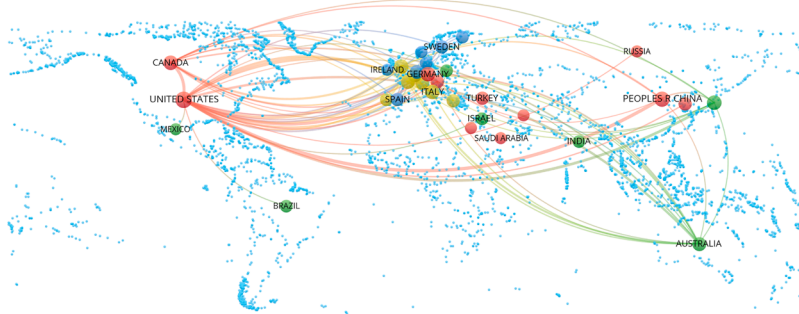 SWEDEN
RUSSIA
CANADA
IRELAND
GERMANY
ITALY
UNITED STATES
SPAIN
TURKEY
PEOPLES R CHINA
MEXICO
ISRAEL
SAUDI ARABIA
INDIA
BRAZIL
AUSTRALIA